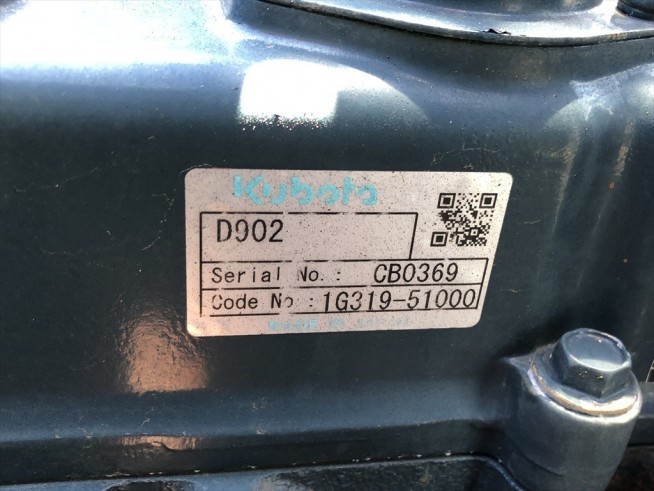 Kubota
D902
Serial No. : CB0369
Code No. : 1G319-51000